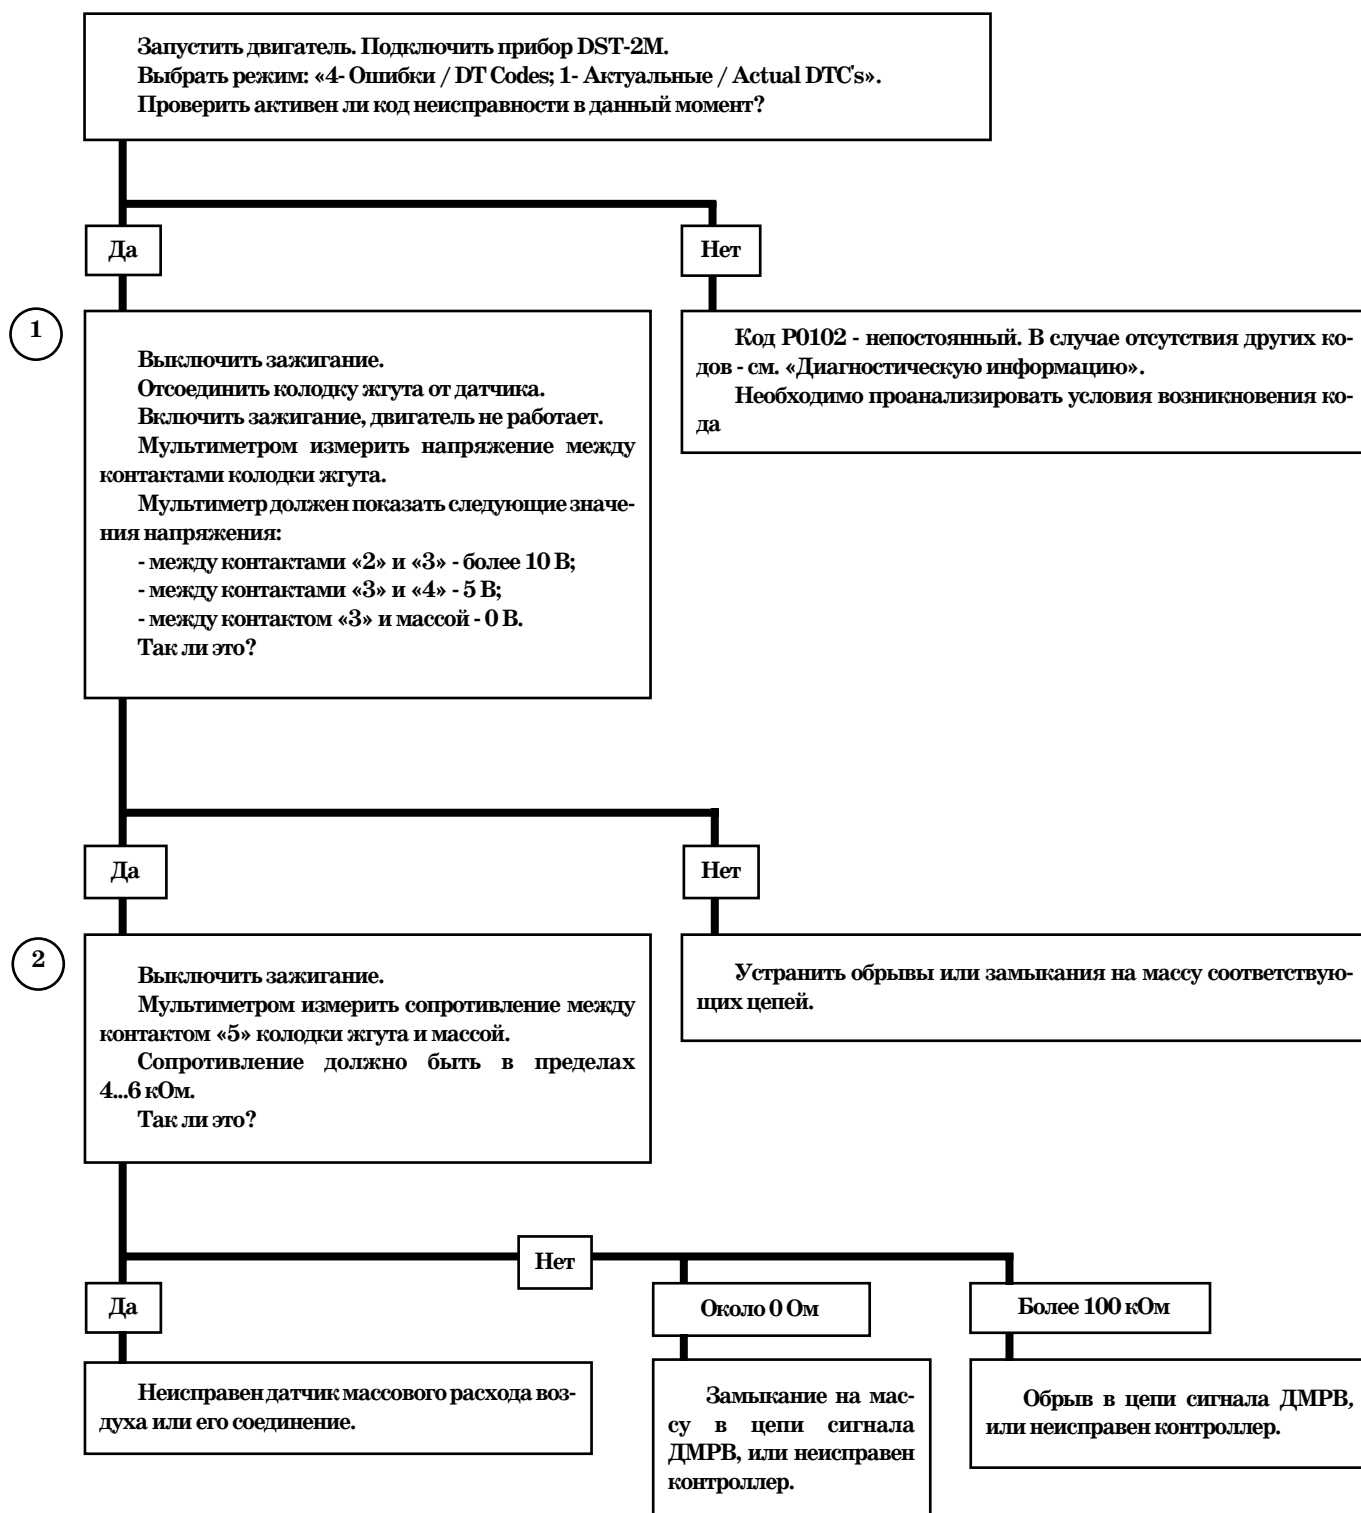 Запустить двигатель. Подключить прибор DST-2M.
Выбрать режим: «4- Ошибки / DT Codes; 1- Актуальные / Actual DTC's».
Проверить активен ли код неисправности в данный момент?
Да
Нет
1
Выключить зажигание.
Отсоединить колодку жгута от датчика.
Включить зажигание, двигатель не работает.
Мультиметром измерить напряжение между
контактами колодки жгута.
Мультиметр должен показать следующие значе-
ния напряжения:
- между контактами «2» и «3» - более 10 В;
- между контактами «3» и «4» - 5 В;
- между контактом «3» и массой - 0 В.
Так ли это?
Код P0102 - непостоянный. В случае отсутствия других ко-
дов - см. «Диагностическую информацию».
Необходимо проанализировать условия возникновения ко-
да
Да
Нет
2
Выключить зажигание.
Мультиметром измерить сопротивление между
контактом «5» колодки жгута и массой.
Сопротивление должно быть в пределах
4...6 кОм.
Так ли это?
Устранить обрывы или замыкания на массу соответствую-
щих цепей.
Нет
Да
Около 0 Ом
Более 100 кОм
Неисправен датчик массового расхода воз-
духа или его соединение.
Замыкание на мас-
су в цепи сигнала
ДМРВ, или неисправен
контроллер.
Обрыв в цепи сигнала ДМРВ,
или неисправен контроллер.